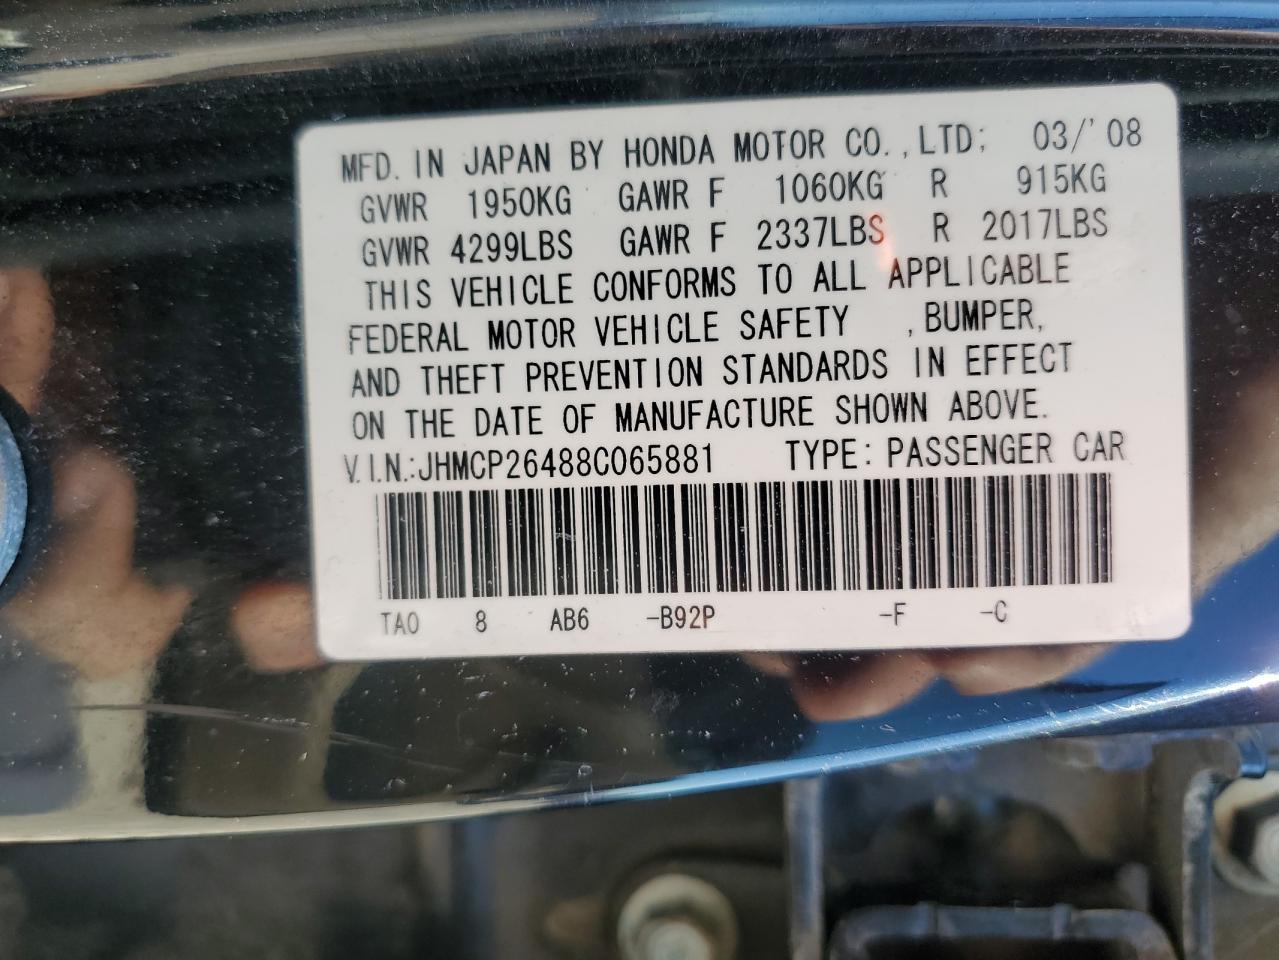 MFD. IN JAPAN BY HONDA MOTOR CO.,LTD; 03/'08
GVWR 1950KG GAWR F 1060KG R 915KG
GVWR 4299LBS GAWR F 2337LBS R 2017LBS
THIS VEHICLE CONFORMS TO ALL APPLICABLE
FEDERAL MOTOR VEHICLE SAFETY , BUMPER,
AND THEFT PREVENTION STANDARDS IN EFFECT
ON THE DATE OF MANUFACTURE SHOWN ABOVE.
V.I.N.:JHMCP26488C065881 TYPE: PASSENGER CAR
TA0 8 AB6 -B92P -F -C